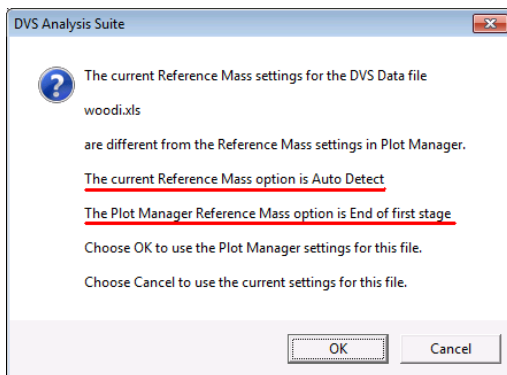 DVS Analysis Suite
The current Reference Mass settings for the DVS Data file
woodi.xls
are different from the Reference Mass settings in Plot Manager.
The current Reference Mass option is Auto Detect
The Plot Manager Reference Mass option is End of first stage
Choose OK to use the Plot Manager settings for this file.
Choose Cancel to use the current settings for this file.
OK Cancel